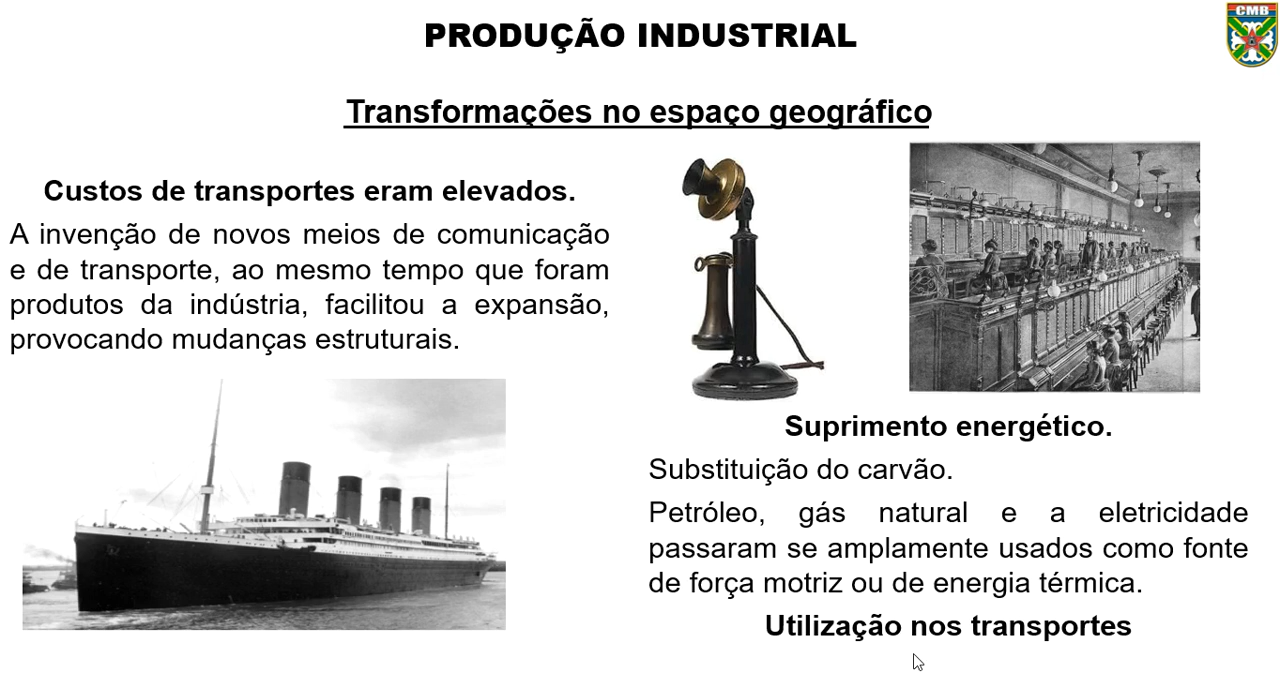 PRODUÇÃO INDUSTRIAL
CMB
Transformações no espaço geográfico
Custos de transportes eram elevados.
A invenção de novos meios de comunicação
e de transporte, ao mesmo tempo que foram
produtos da indústria, facilitou a expansão,
provocando mudanças estruturais.
Suprimento energético.
Substituição do carvão.
Petróleo, gás natural e a eletricidade
passaram se amplamente usados como fonte
de força motriz ou de energia térmica.
Utilização nos transportes